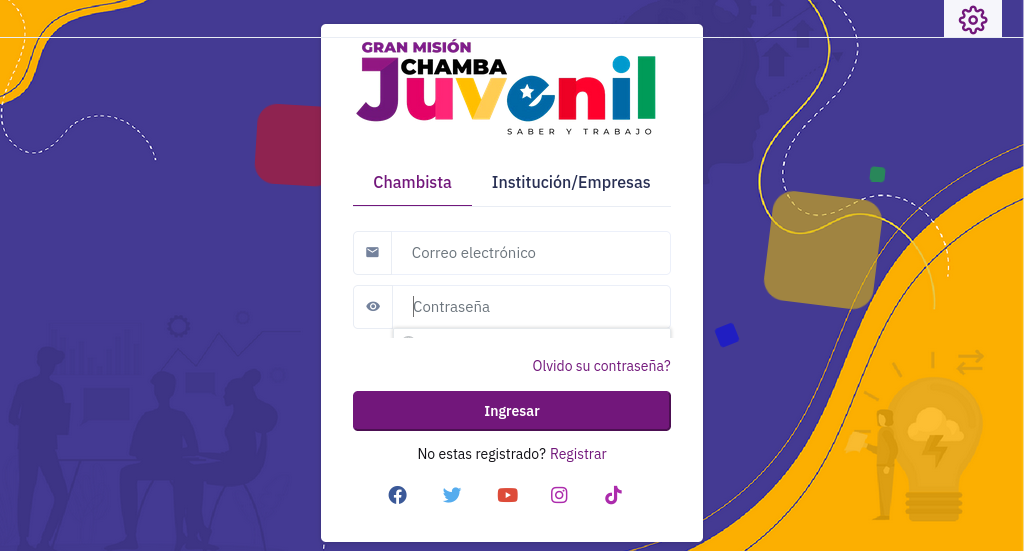 GRAN MISIÓN
CHAMBA
Juvenil
SABER Y TRABAJO
Chambista
Institución/Empresas
Correo electrónico
Contraseña
Olvido su contraseña?
Ingresar
No estas registrado? Registrar